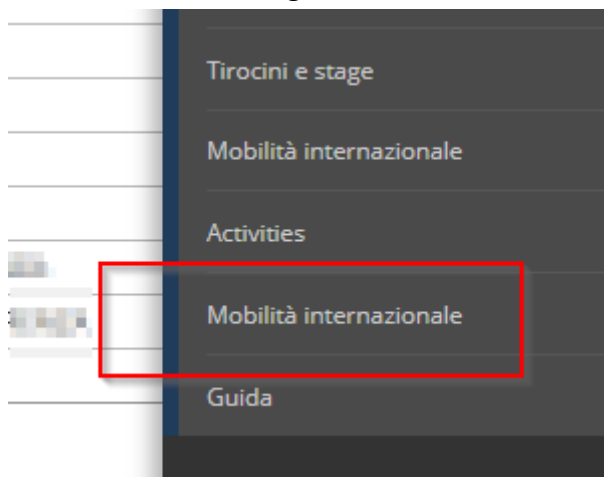 Tirocini e stage
Mobilità internazionale
Activities
Mobilità internazionale
Guida